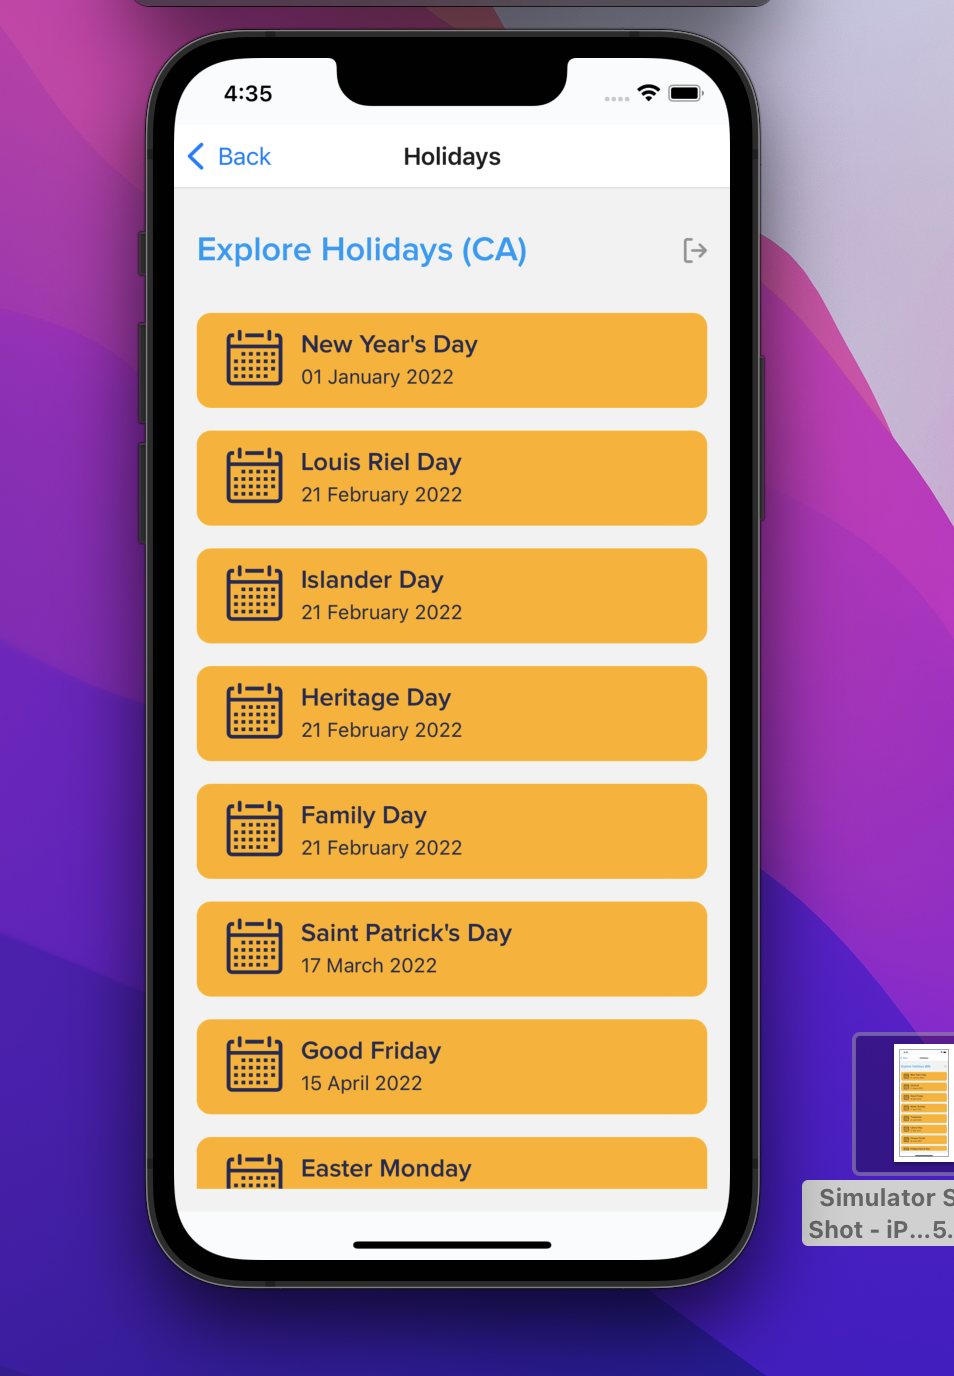 4:35
Back
Holidays
Explore Holidays (CA)
New Year's Day
01 January 2022
Louis Riel Day
21 February 2022
Islander Day
21 February 2022
Heritage Day
21 February 2022
Family Day
21 February 2022
Saint Patrick's Day
17 March 2022
Good Friday
15 April 2022
Easter Monday
Simulator S
Shot - iP...5.